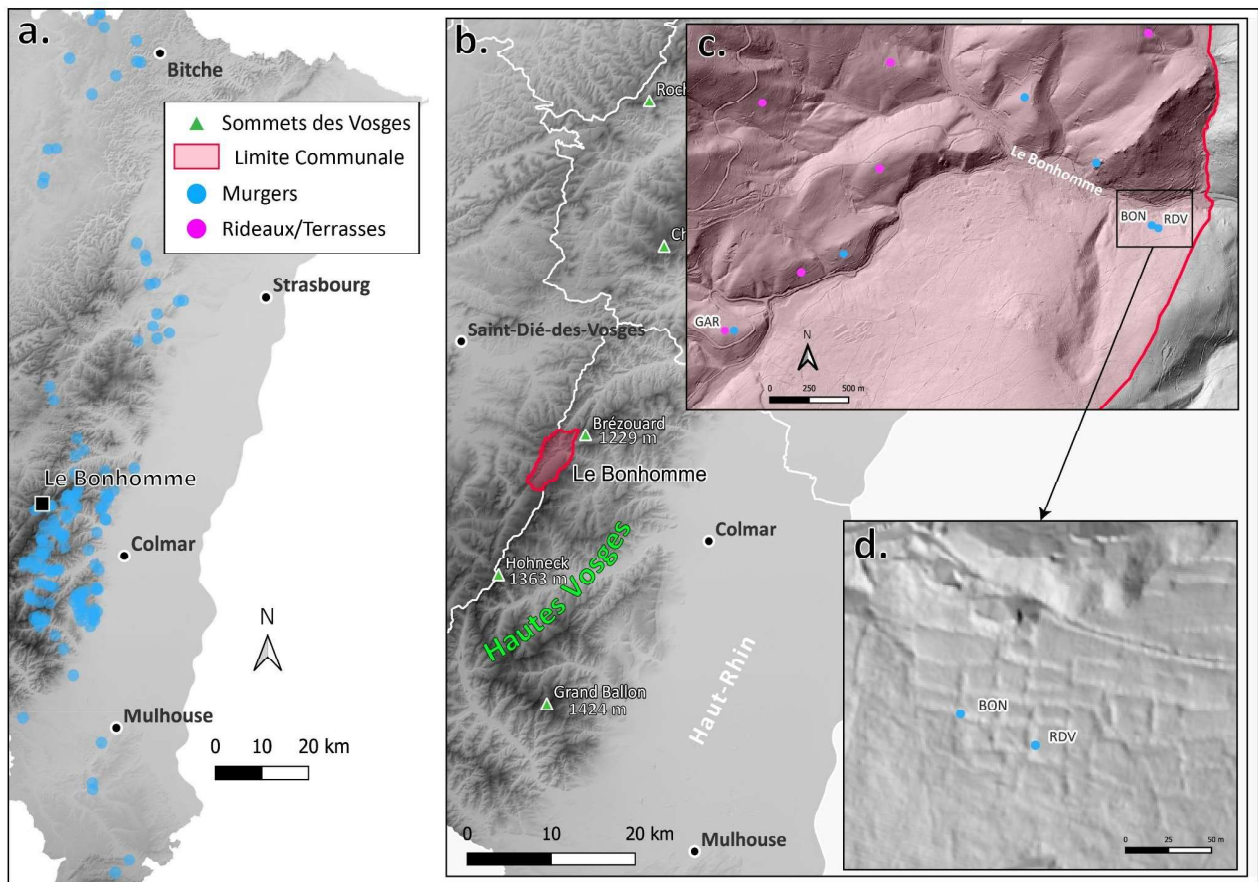 a.
Bitche
Sommets des Vosges
Limite Communale
Murgers
Rideaux/Terrasses
Strasbourg
Le Bonhomme
Colmar
N
Mulhouse
0 10 20 km
b.
Roch
Ch
Saint-Dié-des-Vosges
Brézouard
1229 m
Le Bonhomme
Colmar
Hohneck
1363 m
Hautes Vosges
Grand Ballon
1424 m
Haut-Rhin
Mulhouse
0 10 20 km
c.
Le Bonhomme
BON RDV
GAR
N
0 250 500 m
d.
BON
RDV
0 25 50 m